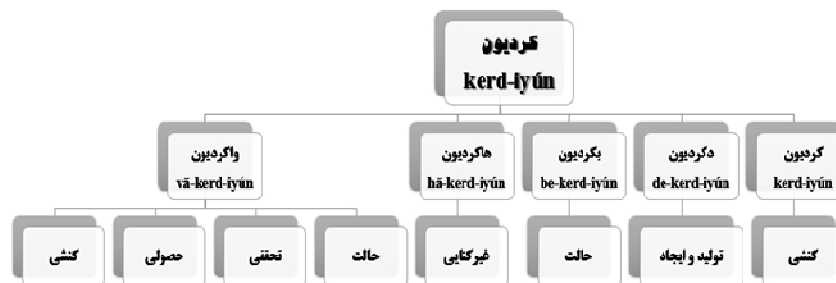 کردیون
kerd-iyún
کردیون
kerd-iyún
دکردیون
de-kerd-iyún
بکردیون
be-kerd-iyún
هاکردیون
hā-kerd-iyún
واکردیون
vā-kerd-iyún
کنشی
تولید و ایجاد
حالت
غیرکنایی
حالت
تحققی
حصولی
کنشی